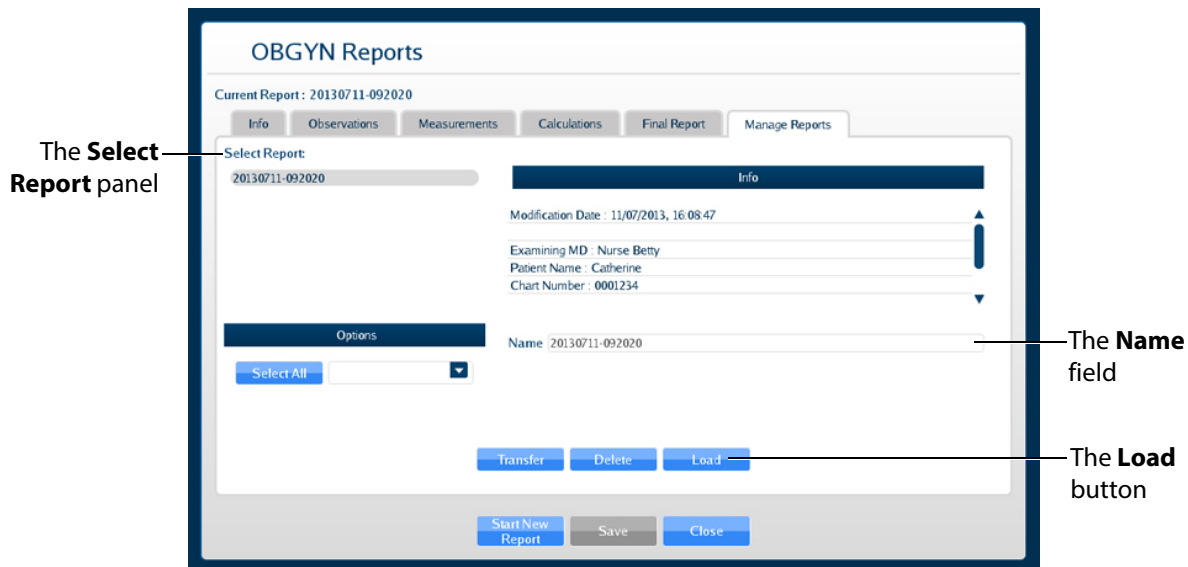 OBGYN Reports
Current Report : 20130711-092020
Info Observations Measurements Calculations Final Report Manage Reports
The Select
Report panel
Select Report:
20130711-092020
Info
Modification Date : 11/07/2013, 16:08:47
Examining MD : Nurse Betty
Patient Name : Catherine
Chart Number : 0001234
Options
Name 20130711-092020
The Name
field
Select All
Transfer Delete Load
The Load
button
Start New
Report
Save Close